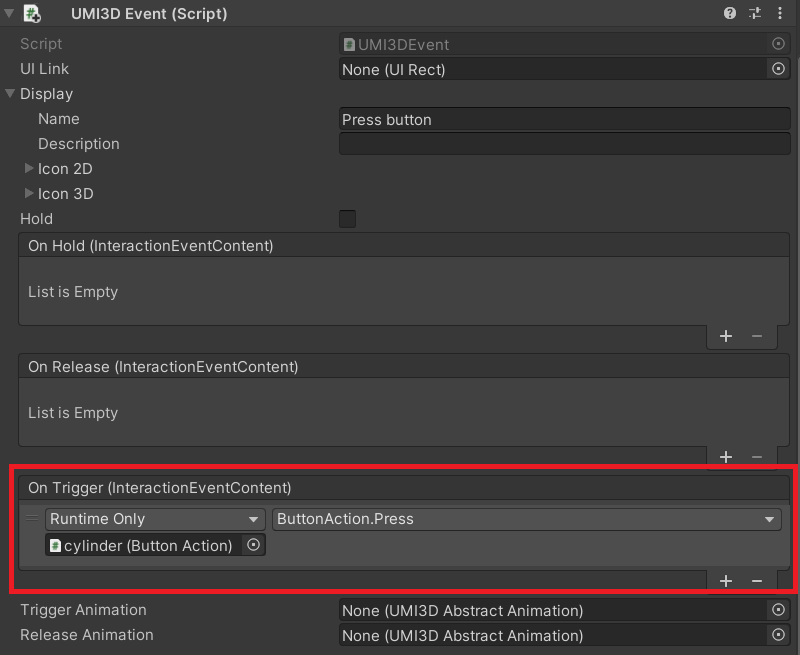 UMI3D Event (Script)
Script UMI3DEvent
UI Link None (UI Rect)
Display
Name Press button
Description
Icon 2D
Icon 3D
Hold
On Hold (InteractionEventContent)
List is Empty
On Release (InteractionEventContent)
List is Empty
On Trigger (InteractionEventContent)
Runtime Only ButtonAction.Press
cylinder (Button Action)
Trigger Animation None (UMI3D Abstract Animation)
Release Animation None (UMI3D Abstract Animation)